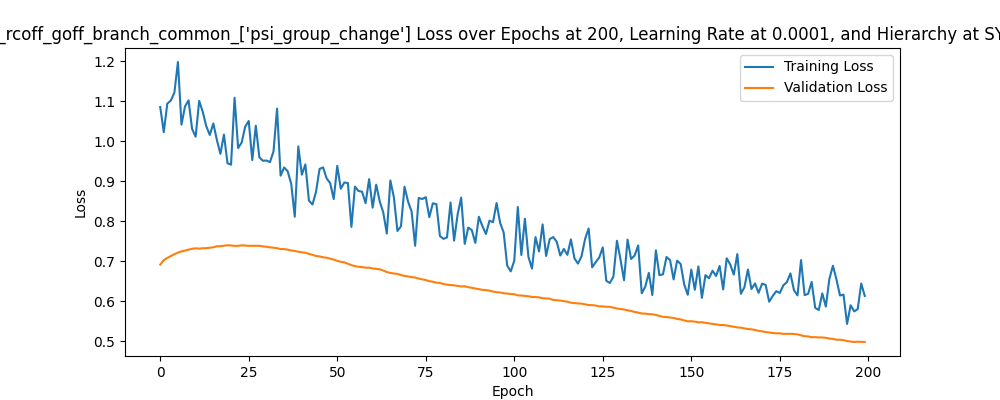 _rcoff_goff_branch_common_['psi_group_change'] Loss over Epochs at 200, Learning Rate at 0.0001, and Hierarchy at SY
Training Loss
Validation Loss
1.2
1.1
1.0
0.9
0.8
0.7
0.6
0.5
Loss
0 25 50 75 100 125 150 175 200
Epoch